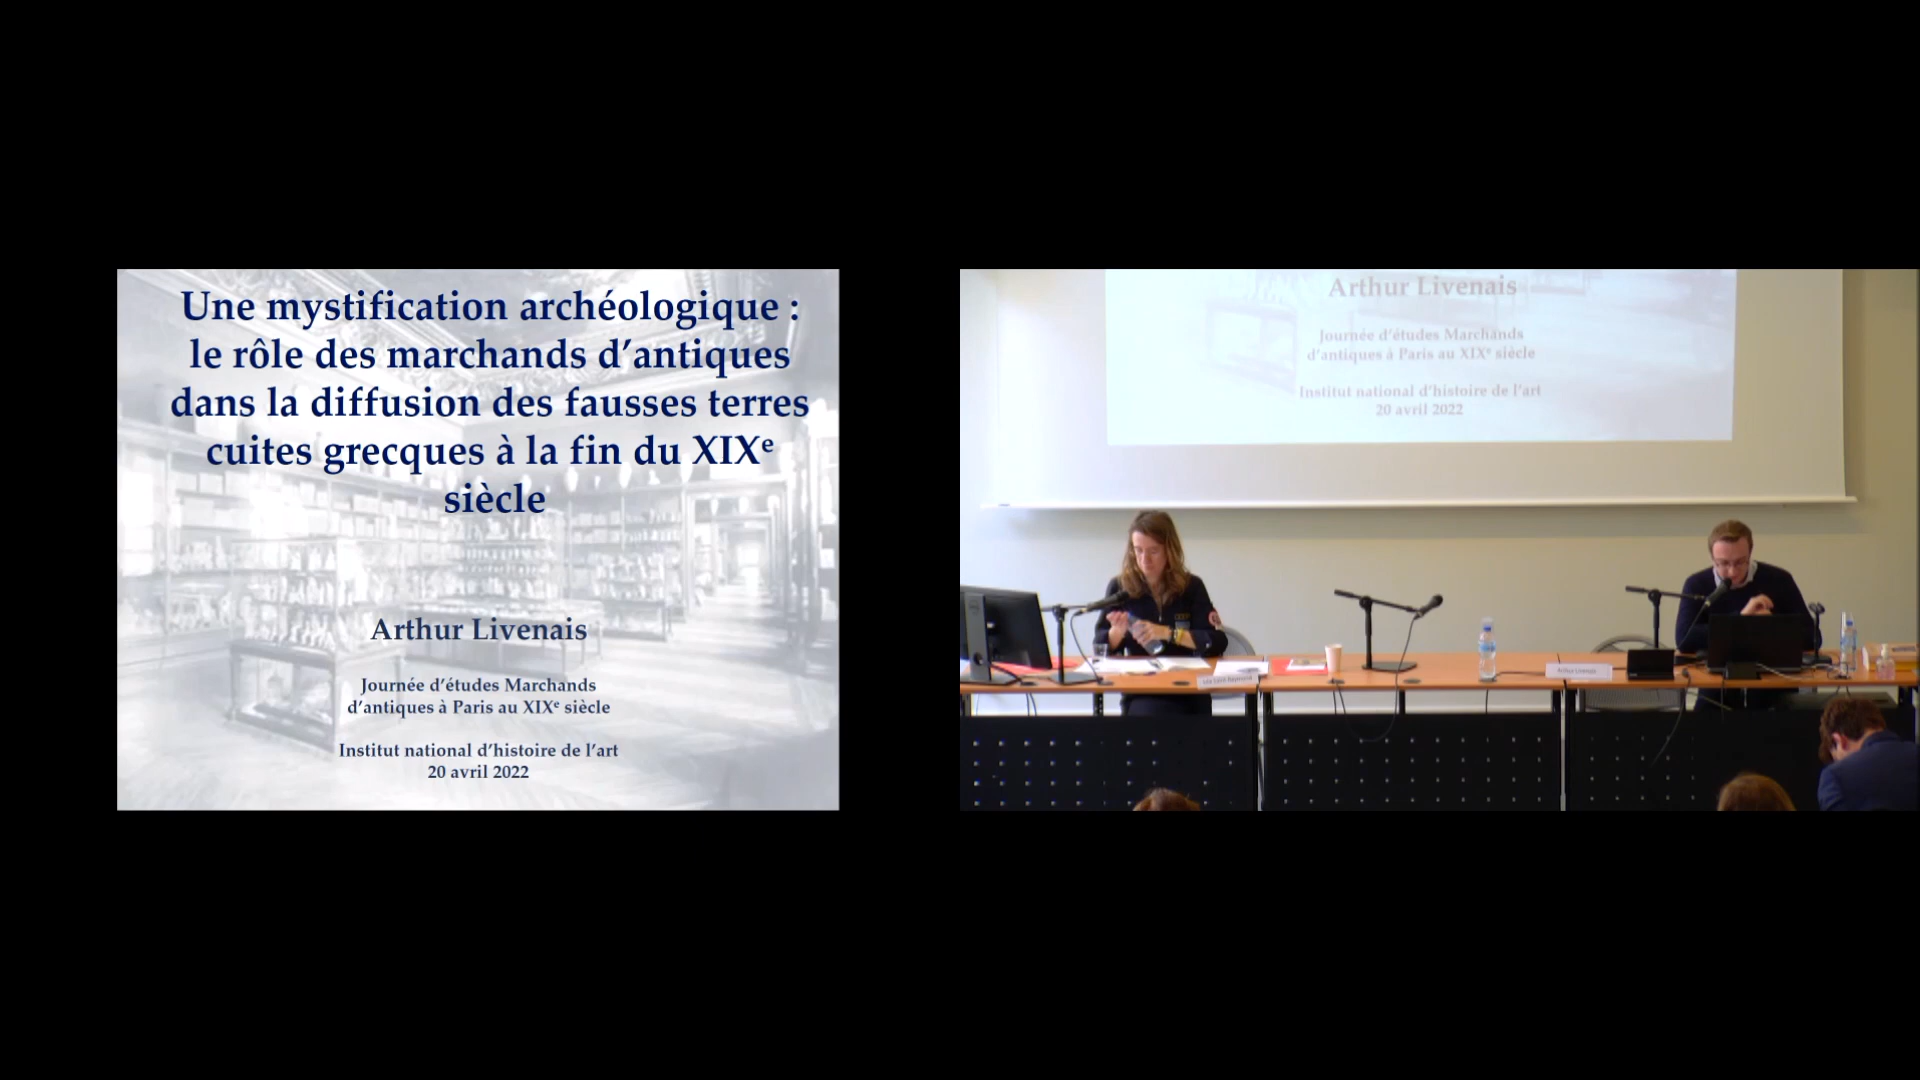 Une mystification archéologique :
le rôle des marchands d’antiques
dans la diffusion des fausses terres
cuites grecques à la fin du XIXᵉ
siècle
Arthur Livenais
Journée d’études Marchands
d’antiques à Paris au XIXᵉ siècle
Institut national d’histoire de l’art
20 avril 2022
Arthur Livenais
Journée d’études Marchands
d’antiques à Paris au XIXᵉ siècle
Institut national d’histoire de l’art
20 avril 2022
Arthur Livenais